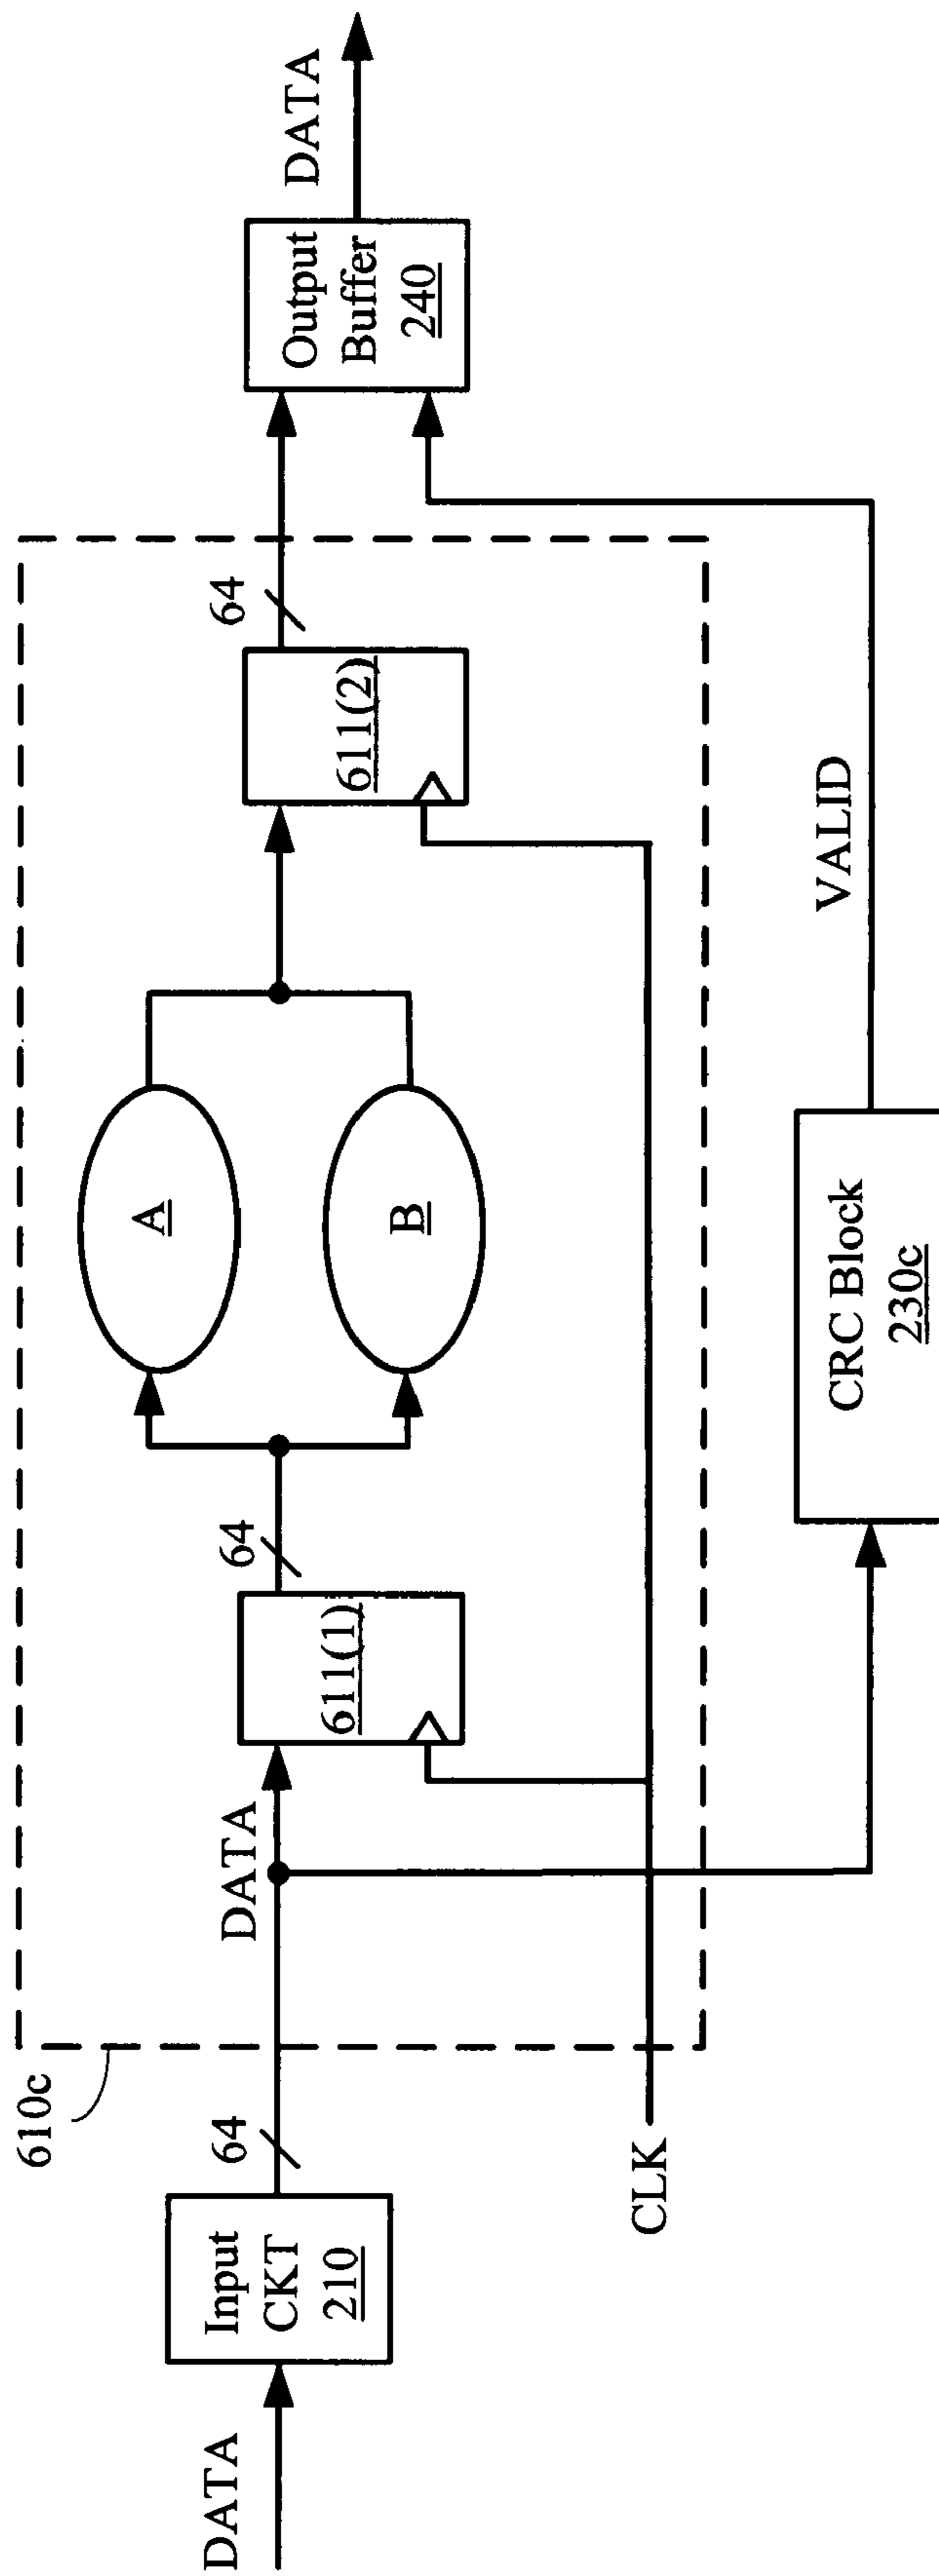 DATA
Input
CKT
210
64
610c
DATA
611(1)
64
A
B
611(2)
64
Output
Buffer
240
DATA
CLK
CRC Block
230c
VALID